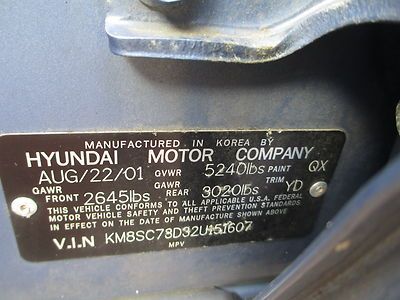 MANUFACTURED IN KOREA BY
HYUNDAI MOTOR COMPANY
AUG/22/01 GVWR 5240lbs PAINT QX
GAWR FRONT 2645lbs GAWR REAR 3020lbs TRIM YD
THIS VEHICLE CONFORMS TO ALL APPLICABLE U.S.A. FEDERAL
MOTOR VEHICLE SAFETY AND THEFT PREVENTION STANDARDS
IN EFFECT ON THE DATE OF MANUFACTURE SHOWN ABOVE
V.I.N KM8SC73D32U151607
MPV